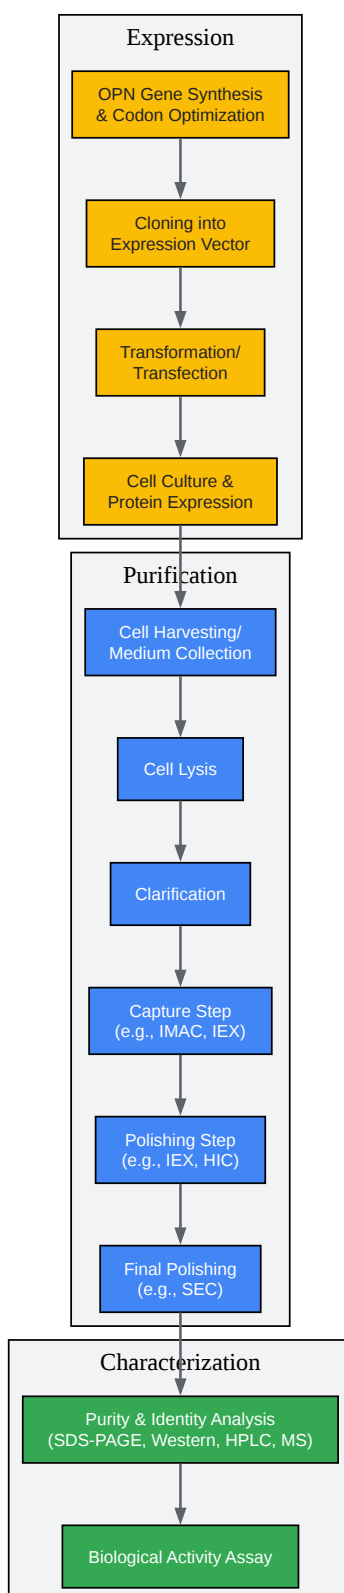 Expression
OPN Gene Synthesis
& Codon Optimization
Cloning into
Expression Vector
Transformation/
Transfection
Cell Culture &
Protein Expression
Purification
Cell Harvesting/
Medium Collection
Cell Lysis
Clarification
Capture Step
(e.g., IMAC, IEX)
Polishing Step
(e.g., IEX, HIC)
Final Polishing
(e.g., SEC)
Characterization
Purity & Identity Analysis
(SDS-PAGE, Western, HPLC, MS)
Biological Activity Assay